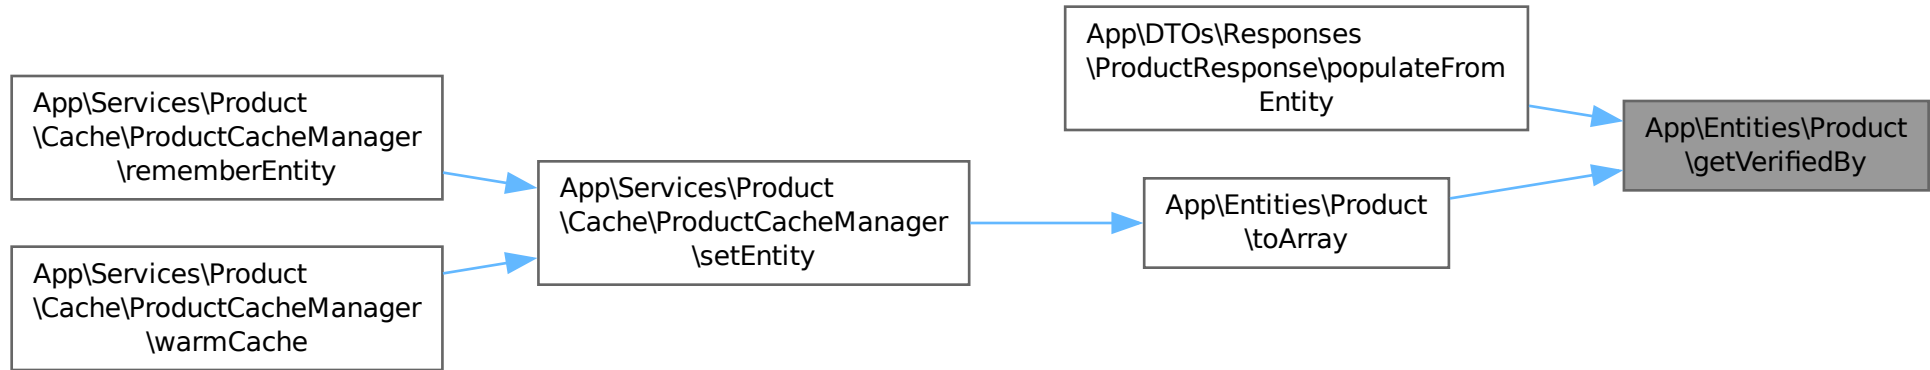 App\Services\Product
\Cache\ProductCacheManager
\rememberEntity
App\Services\Product
\Cache\ProductCacheManager
\warmCache
App\Services\Product
\Cache\ProductCacheManager
\setEntity
App\DTOs\Responses
\ProductResponse\populateFrom
Entity
App\Entities\Product
\toArray
App\Entities\Product
\getVerifiedBy